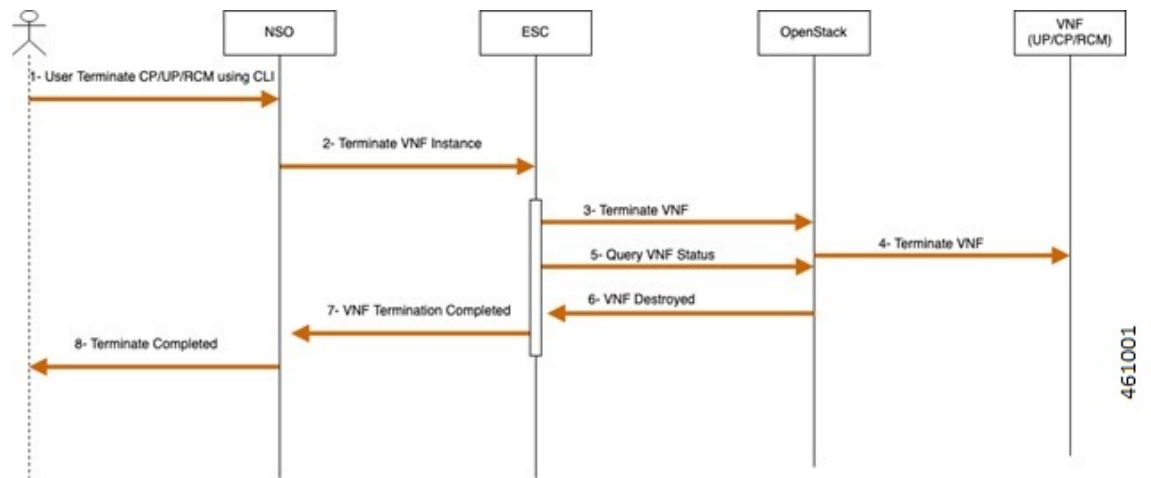 NSO
ESC
OpenStack
VNF
(UP/CP/RCM)
1- User Terminate CP/UP/RCM using CLI
2- Terminate VNF Instance
3- Terminate VNF
4- Terminate VNF
5- Query VNF Status
6- VNF Destroyed
7- VNF Termination Completed
8- Terminate Completed
461001